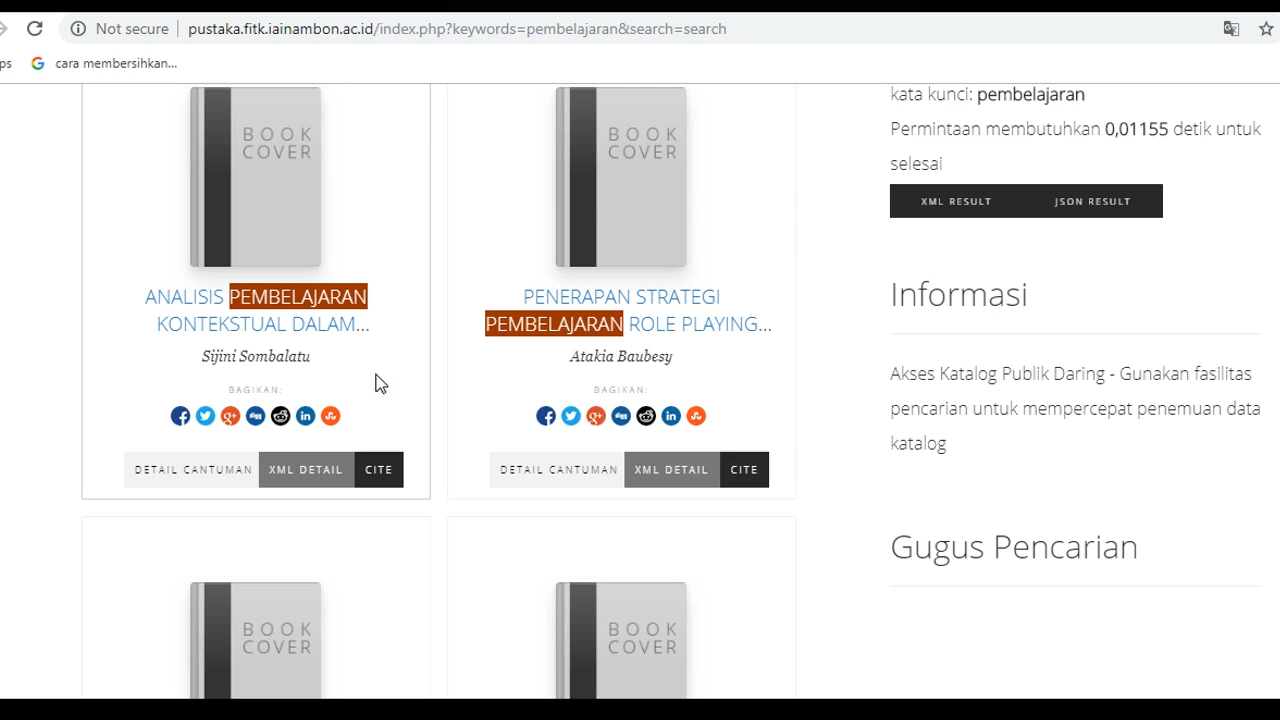 Not secure
pustaka.fitk.iainambon.ac.id/index.php?keywords=pembelajaran&search=search
ps
cara membersihkan...
BOOK
COVER
ANALISIS PEMBELAJARAN
KONTEKSTUAL DALAM...
Sijini Sombalatu
BAGIKAN:
DETAIL CANTUMAN
XML DETAIL
CITE
BOOK
COVER
PENERAPAN STRATEGI
PEMBELAJARAN ROLE PLAYING...
Atakia Baubesy
BAGIKAN:
DETAIL CANTUMAN
XML DETAIL
CITE
BOOK
COVER
BOOK
COVER
kata kunci: pembelajaran
Permintaan membutuhkan 0,01155 detik untuk
selesai
XML RESULT
JSON RESULT
Informasi
Akses Katalog Publik Daring - Gunakan fasilitas
pencarian untuk mempercepat penemuan data
katalog
Gugus Pencarian